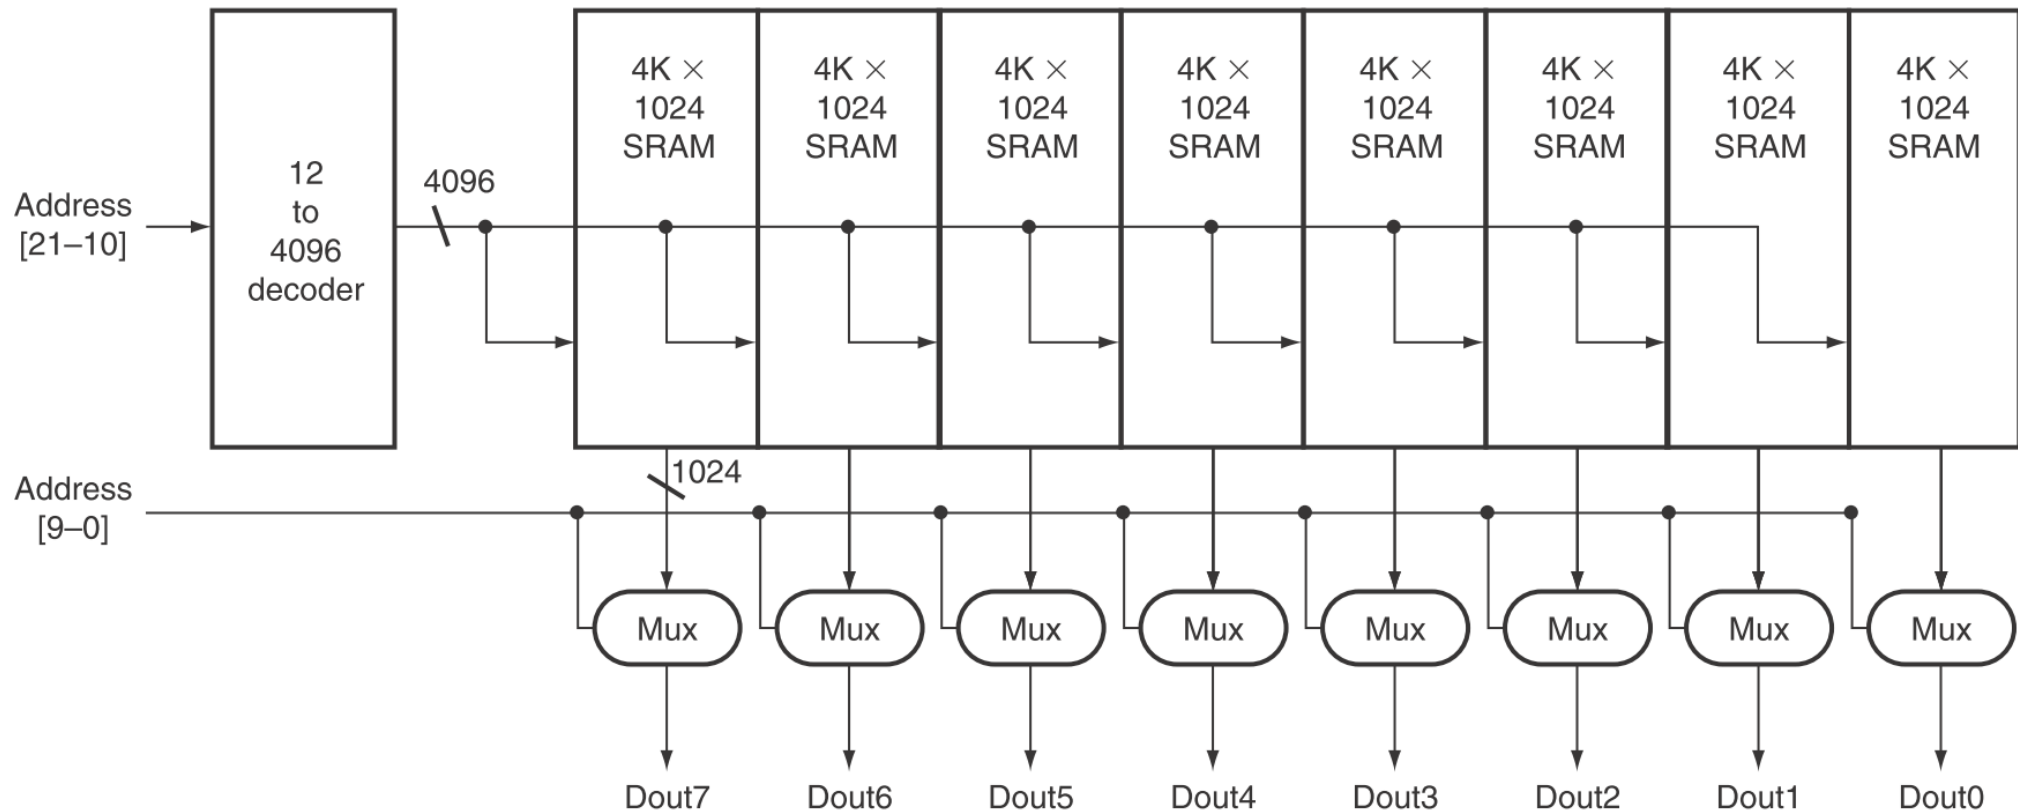 4K ×
1024
SRAM
4K ×
1024
SRAM
4K ×
1024
SRAM
4K ×
1024
SRAM
4K ×
1024
SRAM
4K ×
1024
SRAM
4K ×
1024
SRAM
4K ×
1024
SRAM
12
to
4096
decoder
4096
Address
[21–10]
1024
Address
[9–0]
Mux
Mux
Mux
Mux
Mux
Mux
Mux
Mux
Dout7
Dout6
Dout5
Dout4
Dout3
Dout2
Dout1
Dout0